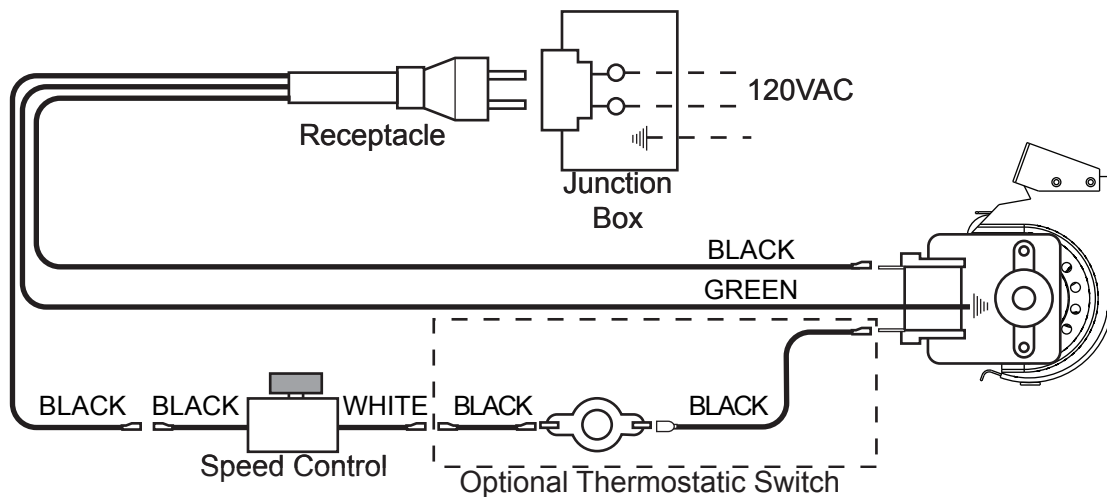 120VAC
Receptacle
Junction
Box
BLACK
GREEN
BLACK
BLACK
WHITE
BLACK
BLACK
Speed Control
Optional Thermostatic Switch